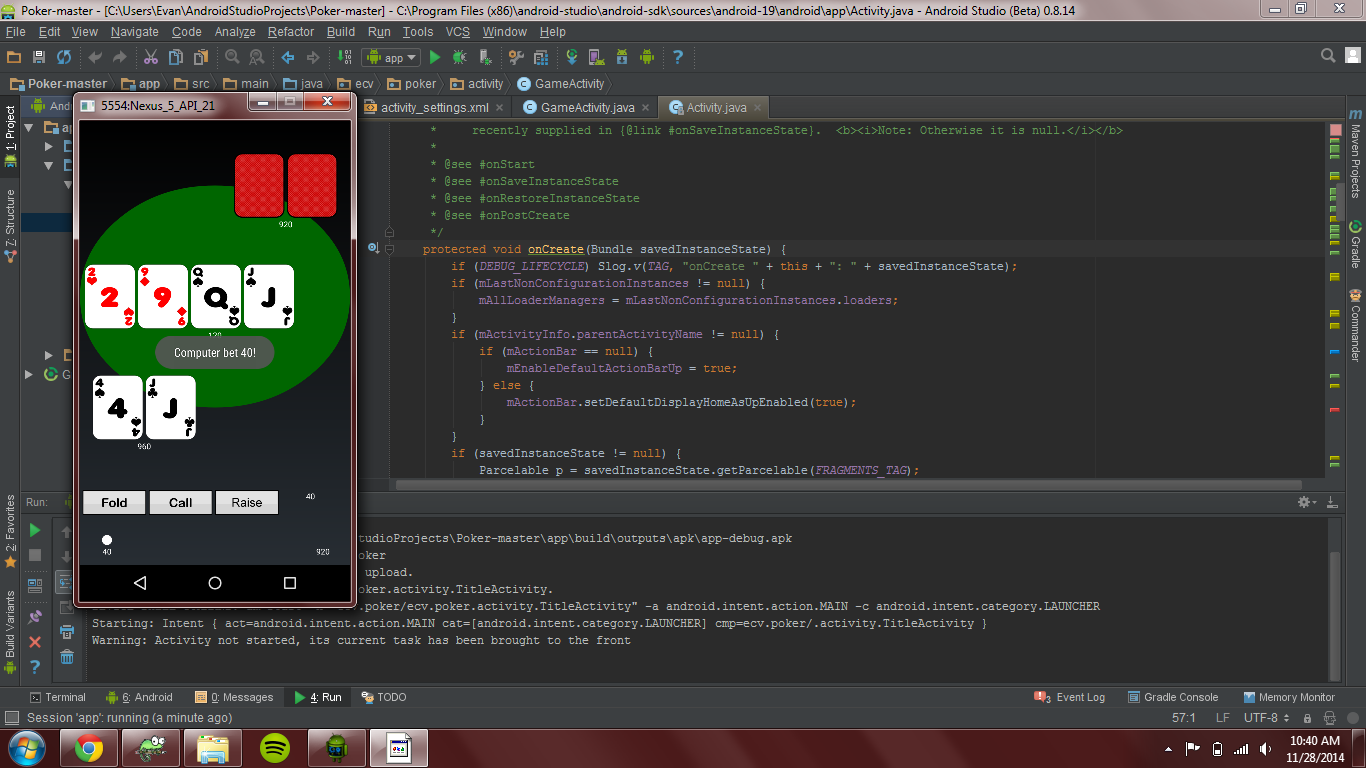 Poker-master - [C:\Users\Evan\AndroidStudioProjects\Poker-master] - C:\Program Files (x86)\android-studio\android-sdk\sources\android-19\android\app\Activity.java - Android Studio (Beta) 0.8.14
File Edit View Navigate Code Analyze Refactor Build Run Tools VCS Window Help
app
Poker-master app src main java ecv poker activity GameActivity
1: Project
Z: Structure
2: Favorites
Build Variants
5554:Nexus_5_API_21
920
2 2 2
9 9 9
Q Q Q
J J J
Computer bet 40!
4 4 4
J J J
960
Fold Call Raise 40
40 920
activity_settings.xml GameActivity.java Activity.java
* recently supplied in {@link #onSaveInstanceState}. <b><i>Note: Otherwise it is null.</i></b>
*
* @see #onStart
* @see #onSaveInstanceState
* @see #onRestoreInstanceState
* @see #onPostCreate
*/
protected void onCreate(Bundle savedInstanceState) {
if (DEBUG_LIFECYCLE) Slog.v(TAG, "onCreate " + this + ": " + savedInstanceState);
if (mLastNonConfigurationInstances != null) {
mAllLoaderManagers = mLastNonConfigurationInstances.loaders;
}
if (mActivityInfo.parentActivityName != null) {
if (mActionBar == null) {
mEnableDefaultActionBarUp = true;
} else {
mActionBar.setDefaultDisplayHomeAsUpEnabled(true);
}
}
if (savedInstanceState != null) {
Parcelable p = savedInstanceState.getParcelable(FRAGMENTS_TAG);
Maven Projects
Gradle
Commander
Run:
tudioProjects\Poker-master\app\build\outputs\apk\app-debug.apk
oker
upload.
oker.activity.TitleActivity.
.poker/ecv.poker.activity.TitleActivity" -a android.intent.action.MAIN -c android.intent.category.LAUNCHER
Starting: Intent { act=android.intent.action.MAIN cat=[android.intent.category.LAUNCHER] cmp=ecv.poker/.activity.TitleActivity }
Warning: Activity not started, its current task has been brought to the front
Terminal 6: Android 0: Messages 4: Run TODO Event Log Gradle Console Memory Monitor
Session 'app': running (a minute ago) 57:1 LF UTF-8
10:40 AM
11/28/2014